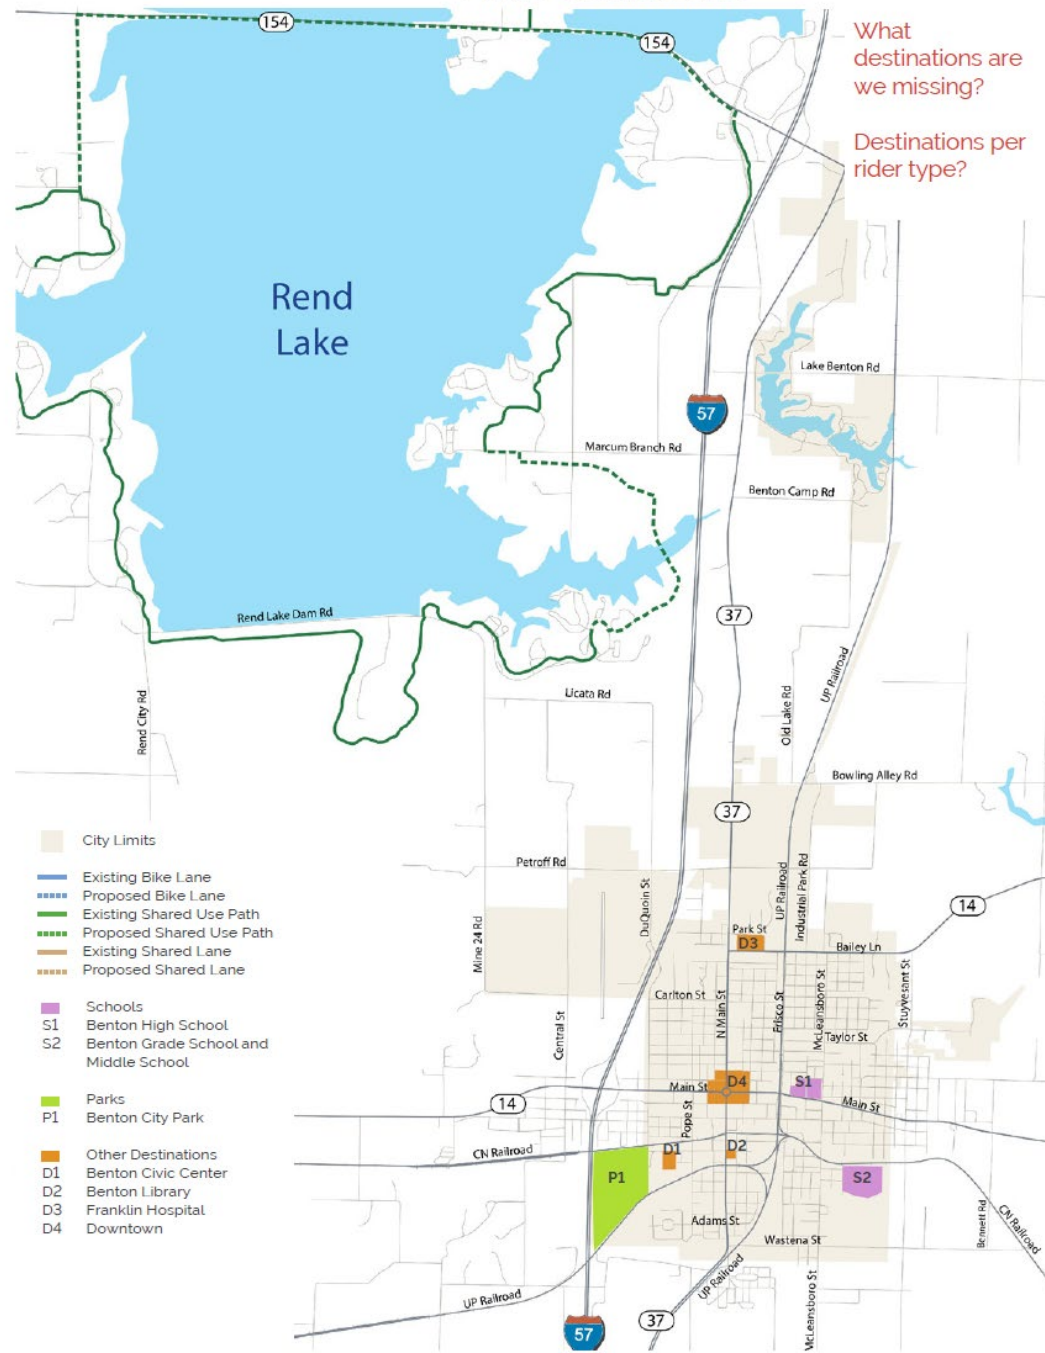 154
154
What
destinations are
we missing?
Destinations per
rider type?
Rend
Lake
Lake Benton Rd
57
Marcum Branch Rd
Benton Camp Rd
Rend Lake Dam Rd
37
UP Railroad
Licata Rd
Old Lake Rd
Rend City Rd
Bowling Alley Rd
37
City Limits
Existing Bike Lane
Proposed Bike Lane
Existing Shared Use Path
Proposed Shared Use Path
Existing Shared Lane
Proposed Shared Lane
Petroff Rd
DuQuoin St
UP Railroad
Industrial Park Rd
14
Mine 24 Rd
Park St
D3
Bailey Ln
Carlton St
N Main St
Frisco St
McLeansboro St
Stuyvesant St
Taylor St
Central St
Schools
S1 Benton High School
S2 Benton Grade School and
Middle School
Parks
P1 Benton City Park
Other Destinations
D1 Benton Civic Center
D2 Benton Library
D3 Franklin Hospital
D4 Downtown
14
Main St
D4
S1
Main St
Pope St
CN Railroad
D1
D2
P1
S2
Adams St
Wastena St
Bennett Rd
CN Railroad
UP Railroad
UP Railroad
McLeansboro St
37
57